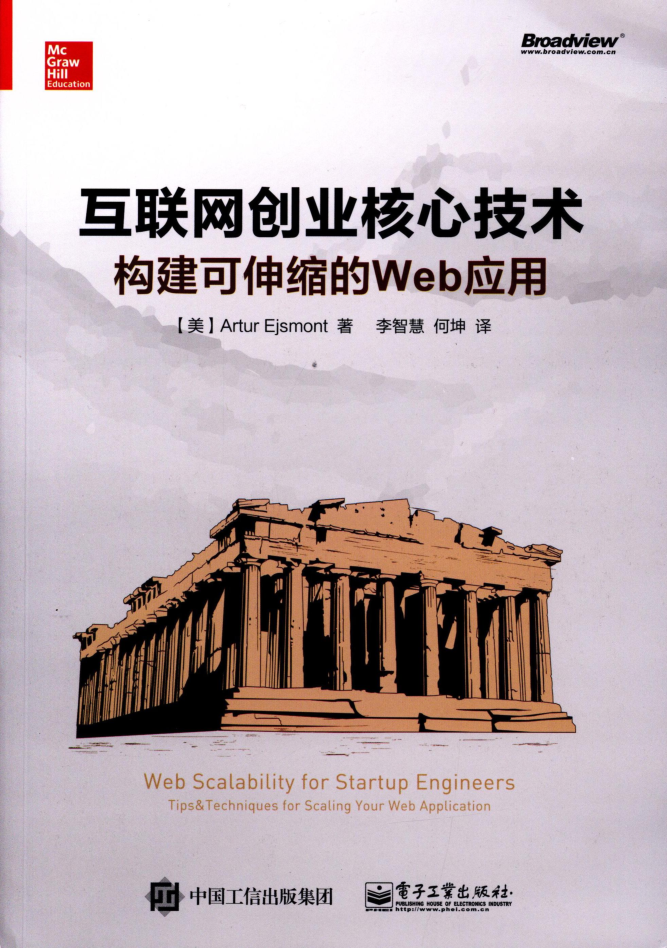 Mc
Graw
Hill
Education
Broadview®
www.broadview.com.cn
互联网创业核心技术
构建可伸缩的Web应用
【美】Artur Ejsmont 著 李智慧 何坤 译
Web Scalability for Startup Engineers
Tips&Techniques for Scaling Your Web Application
中国工信出版集团
電子工業出版社·
PUBLISHING HOUSE OF ELECTRONICS INDUSTRY
http://www.phei.com.cn